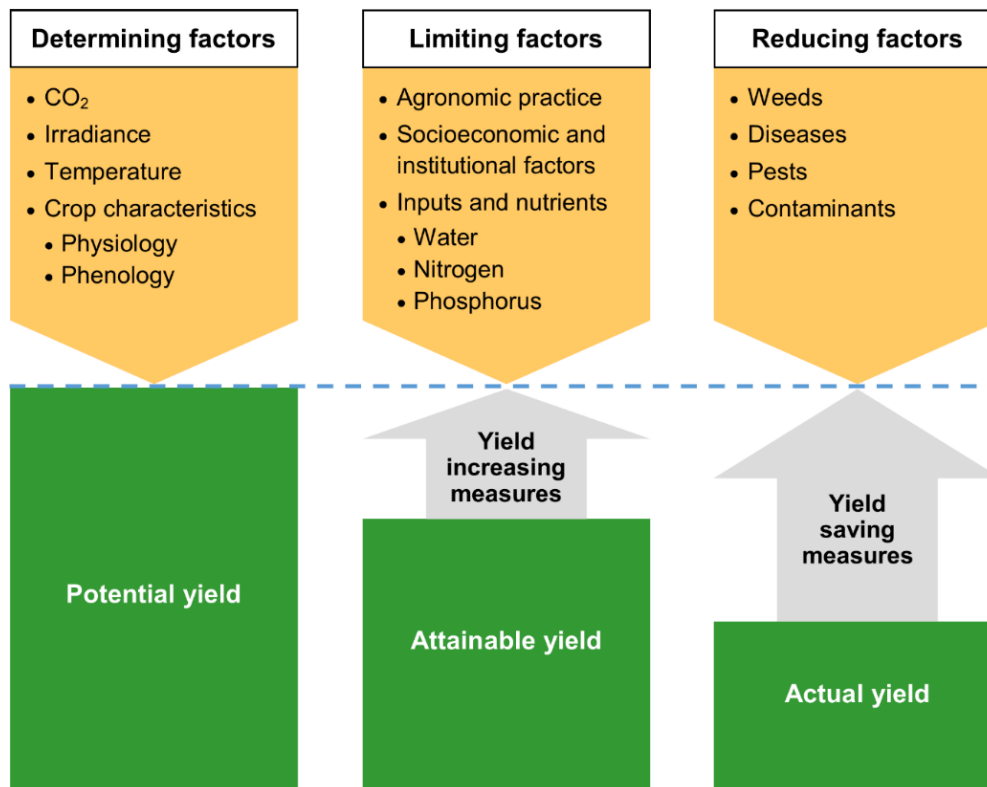 Determining factors
• CO₂
• Irradiance
• Temperature
• Crop characteristics
• Physiology
• Phenology
Limiting factors
• Agronomic practice
• Socioeconomic and
institutional factors
• Inputs and nutrients
• Water
• Nitrogen
• Phosphorus
Reducing factors
• Weeds
• Diseases
• Pests
• Contaminants
Potential yield
Yield
increasing
measures
Attainable yield
Yield
saving
measures
Actual yield